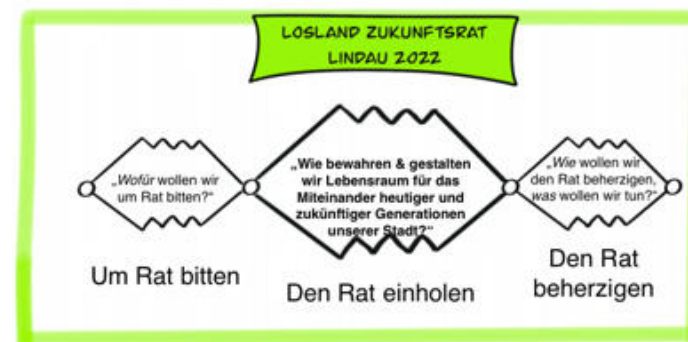 LOSLAND ZUKUNFTSRAT
LINDAU 2022
„Wofür wollen wir
um Rat bitten?“
„Wie bewahren & gestalten
wir Lebensraum für das
Miteinander heutiger und
zukünftiger Generationen
unserer Stadt?“
„Wie wollen wir
den Rat beherzigen,
was wollen wir tun?“
Um Rat bitten
Den Rat einholen
Den Rat
beherzigen